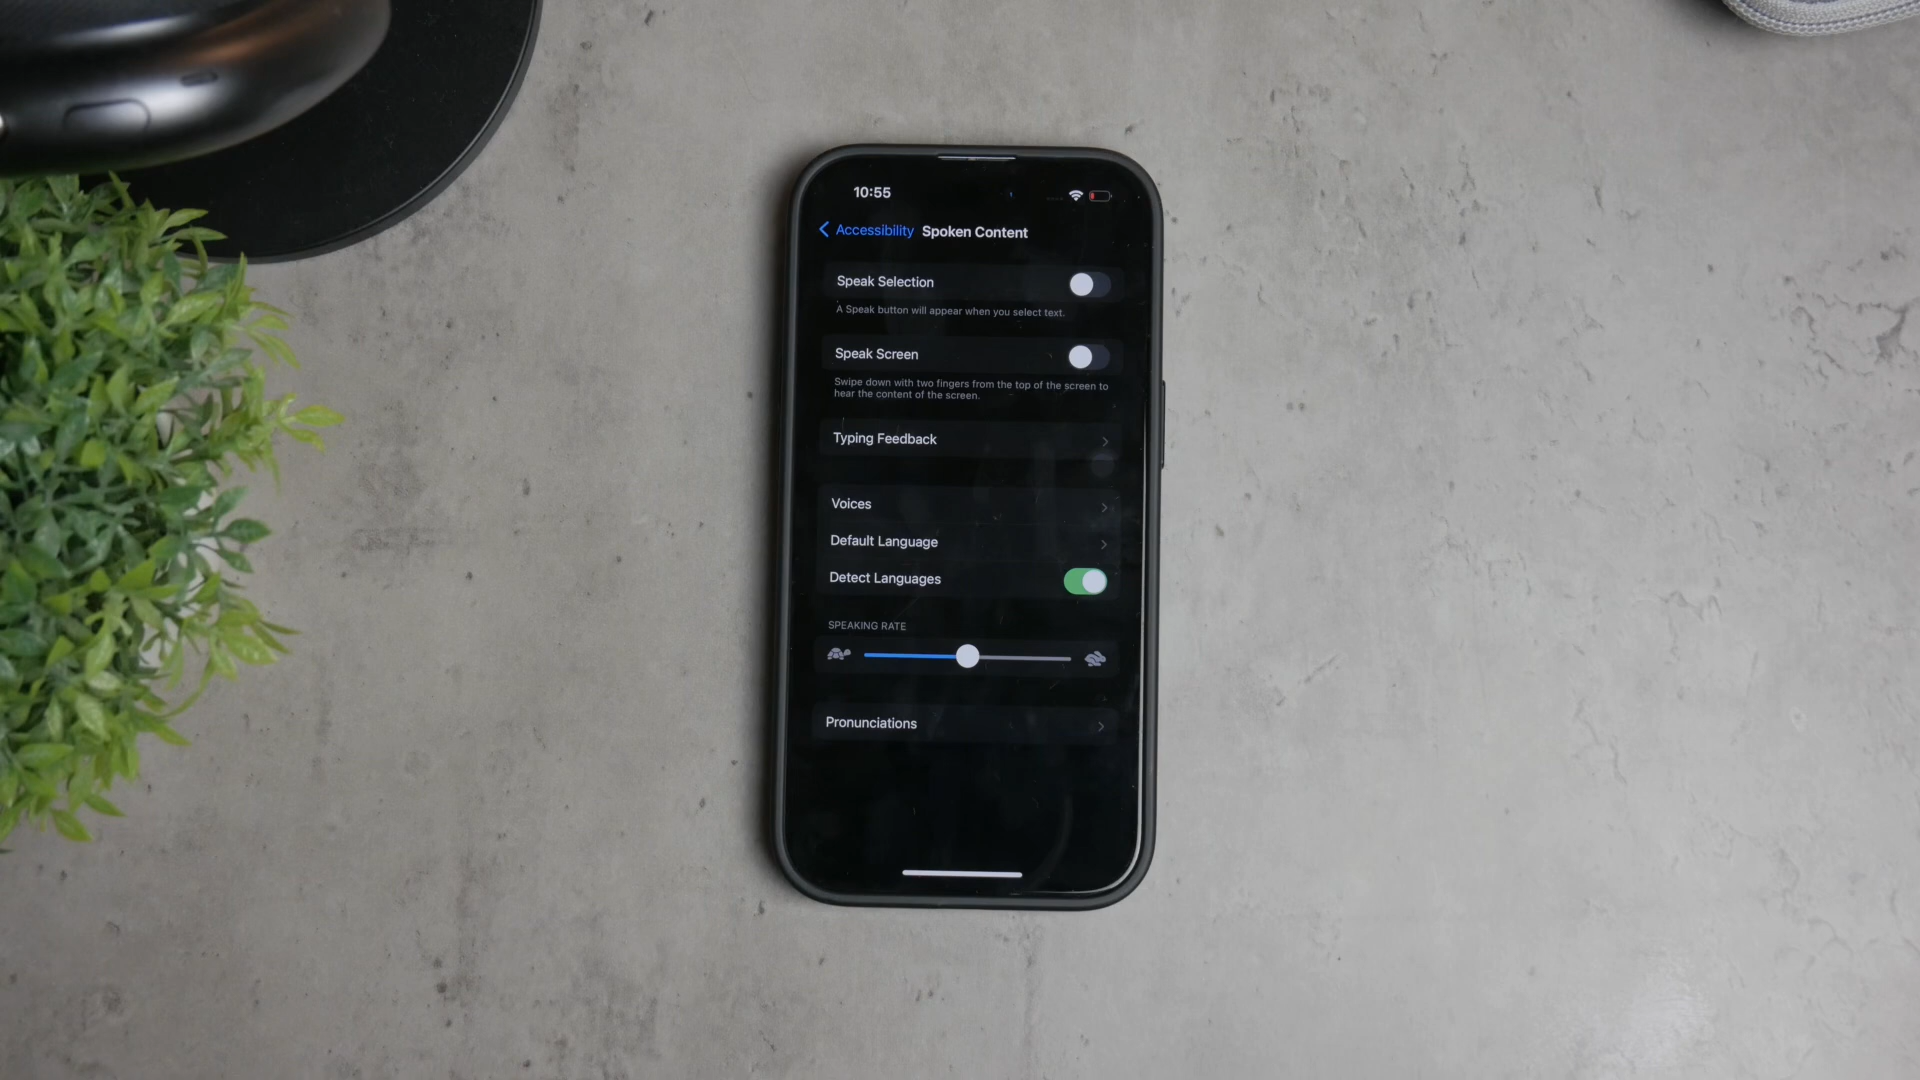 10:55
Accessibility Spoken Content
Speak Selection
A Speak button will appear when you select text.
Speak Screen
Swipe down with two fingers from the top of the screen to
hear the content of the screen.
Typing Feedback
Voices
Default Language
Detect Languages
SPEAKING RATE
Pronunciations